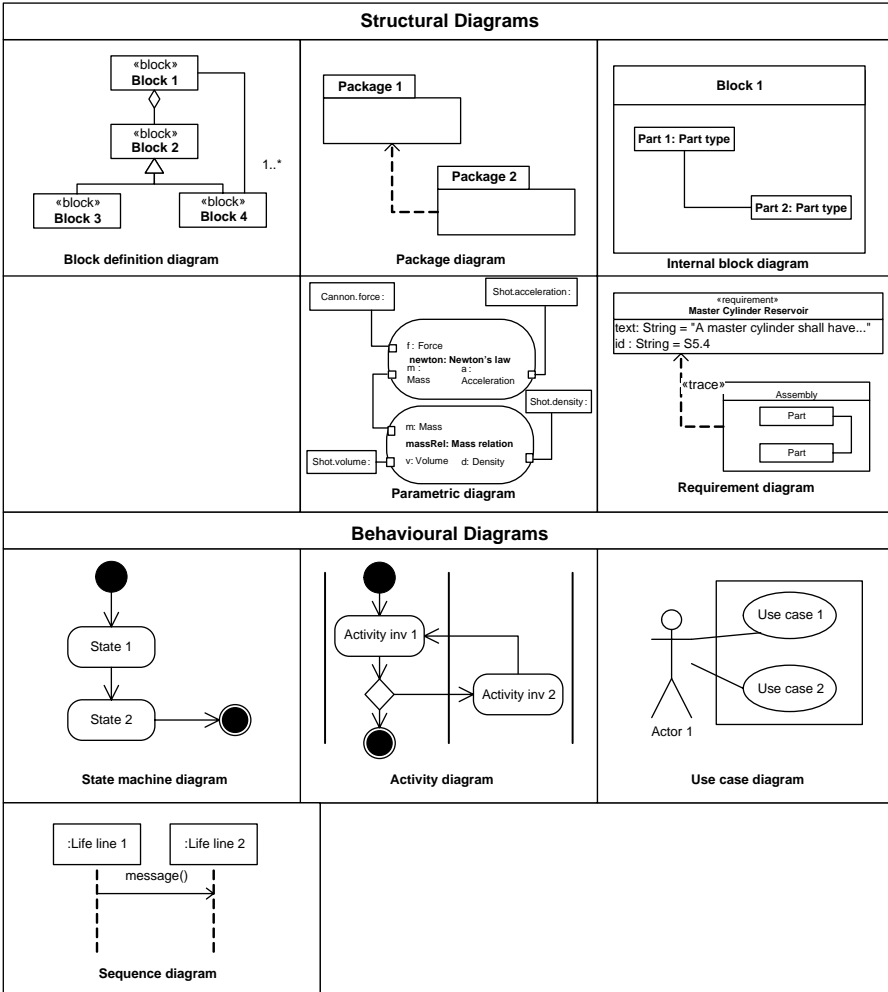 Structural Diagrams
«block»
Block 1
«block»
Block 2
1..*
«block»
Block 3
«block»
Block 4
Block definition diagram
Package 1
Package 2
Package diagram
Block 1
Part 1: Part type
Part 2: Part type
Internal block diagram
Cannon.force :
Shot.acceleration :
f : Force
newton: Newton's law
m :
Mass
a :
Acceleration
Shot.density:
m: Mass
massRel: Mass relation
Shot.volume :
v: Volume
d: Density
Parametric diagram
«requirement»
Master Cylinder Reservoir
text: String = "A master cylinder shall have..."
id : String = S5.4
«trace»
Assembly
Part
Part
Requirement diagram
Behavioural Diagrams
State 1
State 2
State machine diagram
Activity inv 1
Activity inv 2
Activity diagram
Use case 1
Use case 2
Actor 1
Use case diagram
:Life line 1
:Life line 2
message()
Sequence diagram